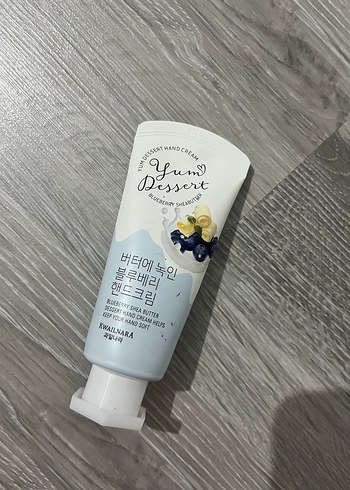 YUM DESSERT HAND CREAM
Yum
Dessert
BLUEBERRY SHEABUTTER
버터에 녹인
블루베리
핸드크림
BLUEBERRY SHEA BUTTER
DESSERT HAND CREAM HELPS
KEEP YOUR HAND SOFT
KWAILNARA
과일나라